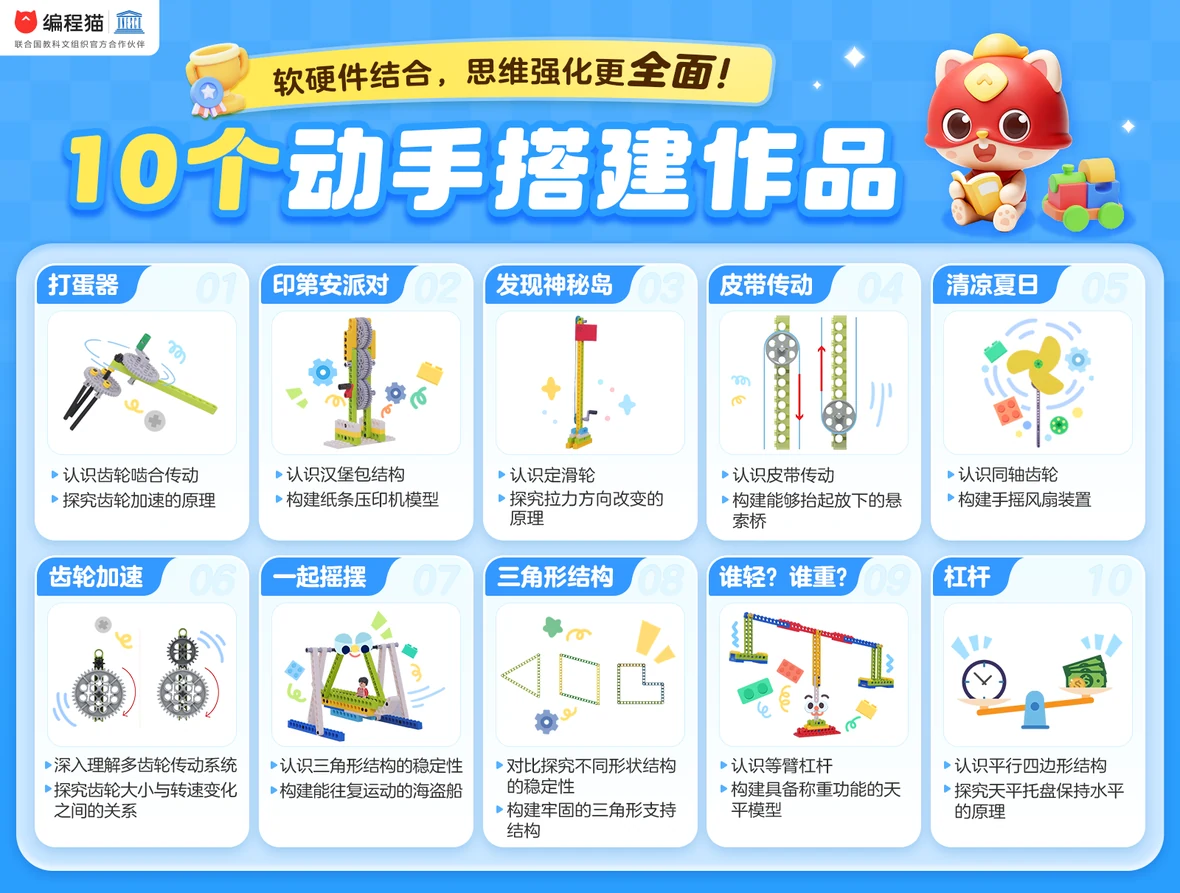 编程猫
联合国教科文组织官方合作伙伴
软硬件结合，思维强化更全面！
10个动手搭建作品
打蛋器 01
认识齿轮啮合传动
探究齿轮加速的原理
印第安派对 02
认识汉堡包结构
构建纸条压印机模型
发现神秘岛 03
认识定滑轮
探究拉力方向改变的
原理
皮带传动 04
认识皮带传动
构建能够抬起放下的悬
索桥
清凉夏日 05
认识同轴齿轮
构建手摇风扇装置
齿轮加速 06
深入理解多齿轮传动系统
探究齿轮大小与转速变化
之间的关系
一起摇摆 07
认识三角形结构的稳定性
构建能往复运动的海盗船
三角形结构 08
对比探究不同形状结构
的稳定性
构建牢固的三角形支持
结构
谁轻？谁重？ 09
认识等臂杠杆
构建具备称重功能的天
平模型
杠杆 10
认识平行四边形结构
探究天平托盘保持水平
的原理